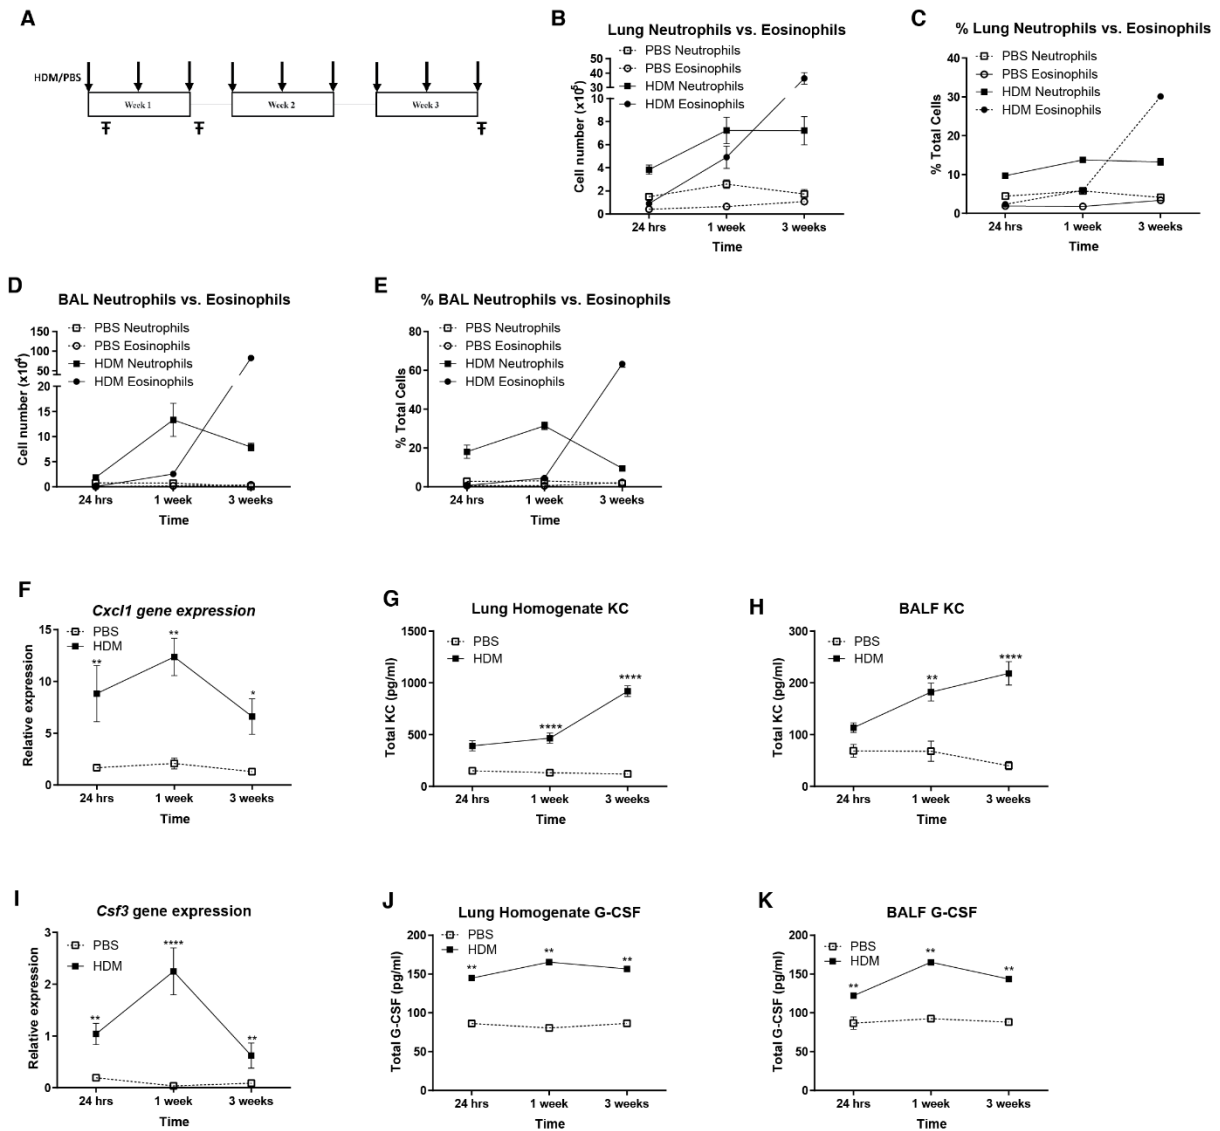 A
HDM/PBS
Week 1
Week 2
Week 3
B
Lung Neutrophils vs. Eosinophils
PBS Neutrophils
PBS Eosinophils
HDM Neutrophils
HDM Eosinophils
Cell number (x10⁵)
50
40
30
10
8
6
4
2
0
24 hrs
1 week
3 weeks
Time
C
% Lung Neutrophils vs. Eosinophils
PBS Neutrophils
PBS Eosinophils
HDM Neutrophils
HDM Eosinophils
% Total Cells
40
30
20
10
0
24 hrs
1 week
3 weeks
Time
D
BAL Neutrophils vs. Eosinophils
PBS Neutrophils
PBS Eosinophils
HDM Neutrophils
HDM Eosinophils
Cell number (x10⁴)
150
100
50
20
15
10
5
0
24 hrs
1 week
3 weeks
Time
E
% BAL Neutrophils vs. Eosinophils
PBS Neutrophils
PBS Eosinophils
HDM Neutrophils
HDM Eosinophils
% Total Cells
80
60
40
20
0
24 hrs
1 week
3 weeks
Time
F
Cxcl1 gene expression
PBS
HDM
Relative expression
15
10
5
0
**
**
*
24 hrs
1 week
3 weeks
Time
G
Lung Homogenate KC
PBS
HDM
Total KC (pg/ml)
1500
1000
500
0
****
****
24 hrs
1 week
3 weeks
Time
H
BALF KC
PBS
HDM
Total KC (pg/ml)
300
200
100
0
**
****
24 hrs
1 week
3 weeks
Time
I
Csf3 gene expression
PBS
HDM
Relative expression
3
2
1
0
**
****
**
24 hrs
1 week
3 weeks
Time
J
Lung Homogenate G-CSF
PBS
HDM
Total G-CSF (pg/ml)
200
150
100
50
0
**
**
**
24 hrs
1 week
3 weeks
Time
K
BALF G-CSF
PBS
HDM
Total G-CSF (pg/ml)
200
150
100
50
0
**
**
**
24 hrs
1 week
3 weeks
Time